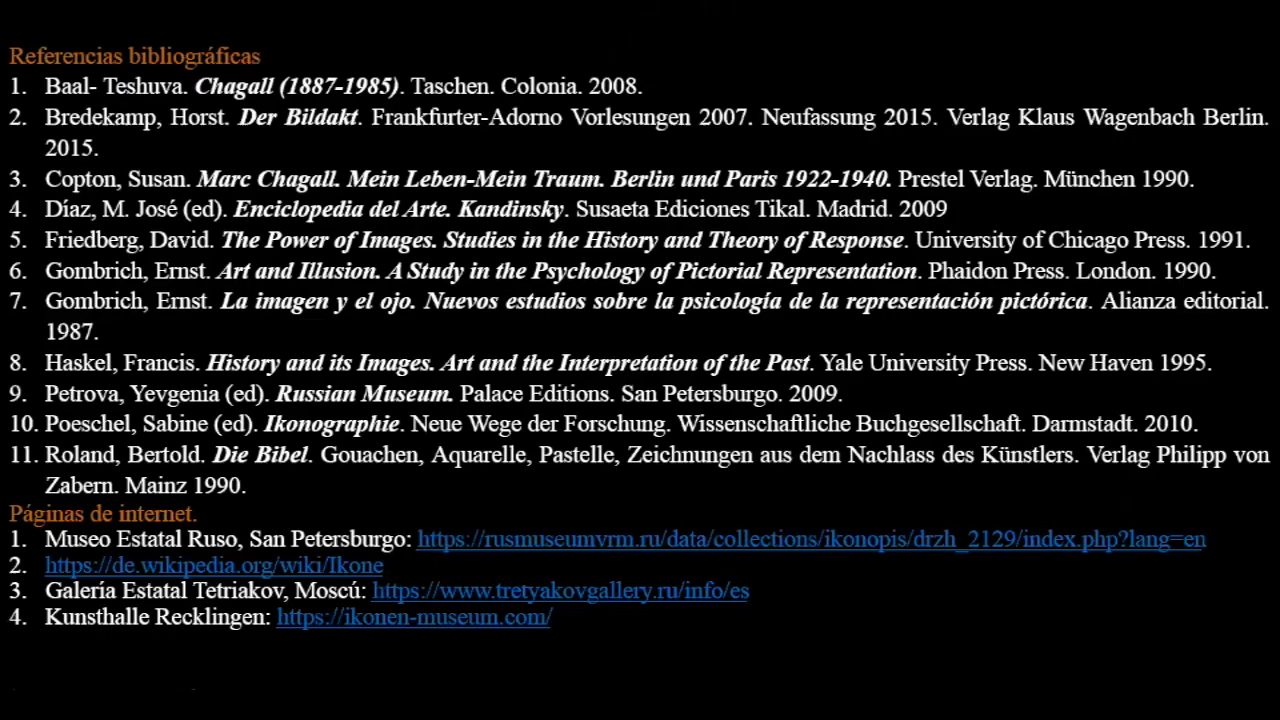 Referencias bibliográficas
1. Baal- Teshuva. Chagall (1887-1985). Taschen. Colonia. 2008.
2. Bredekamp, Horst. Der Bildakt. Frankfurter-Adorno Vorlesungen 2007. Neufassung 2015. Verlag Klaus Wagenbach Berlin.
2015.
3. Copton, Susan. Marc Chagall. Mein Leben-Mein Traum. Berlin und Paris 1922-1940. Prestel Verlag. München 1990.
4. Díaz, M. José (ed). Enciclopedia del Arte. Kandinsky. Susaeta Ediciones Tikal. Madrid. 2009
5. Friedberg, David. The Power of Images. Studies in the History and Theory of Response. University of Chicago Press. 1991.
6. Gombrich, Ernst. Art and Illusion. A Study in the Psychology of Pictorial Representation. Phaidon Press. London. 1990.
7. Gombrich, Ernst. La imagen y el ojo. Nuevos estudios sobre la psicología de la representación pictórica. Alianza editorial.
1987.
8. Haskel, Francis. History and its Images. Art and the Interpretation of the Past. Yale University Press. New Haven 1995.
9. Petrova, Yevgenia (ed). Russian Museum. Palace Editions. San Petersburgo. 2009.
10. Poeschel, Sabine (ed). Ikonographie. Neue Wege der Forschung. Wissenschaftliche Buchgesellschaft. Darmstadt. 2010.
11. Roland, Bertold. Die Bibel. Gouachen, Aquarelle, Pastelle, Zeichnungen aus dem Nachlass des Künstlers. Verlag Philipp von
Zabern. Mainz 1990.
Páginas de internet.
1. Museo Estatal Ruso, San Petersburgo: https://rusmuseumvrm.ru/data/collections/ikonopis/drzh_2129/index.php?lang=en
2. https://de.wikipedia.org/wiki/Ikone
3. Galería Estatal Tetriakov, Moscú: https://www.tretyakovgallery.ru/info/es
4. Kunsthalle Recklingen: https://ikonen-museum.com/